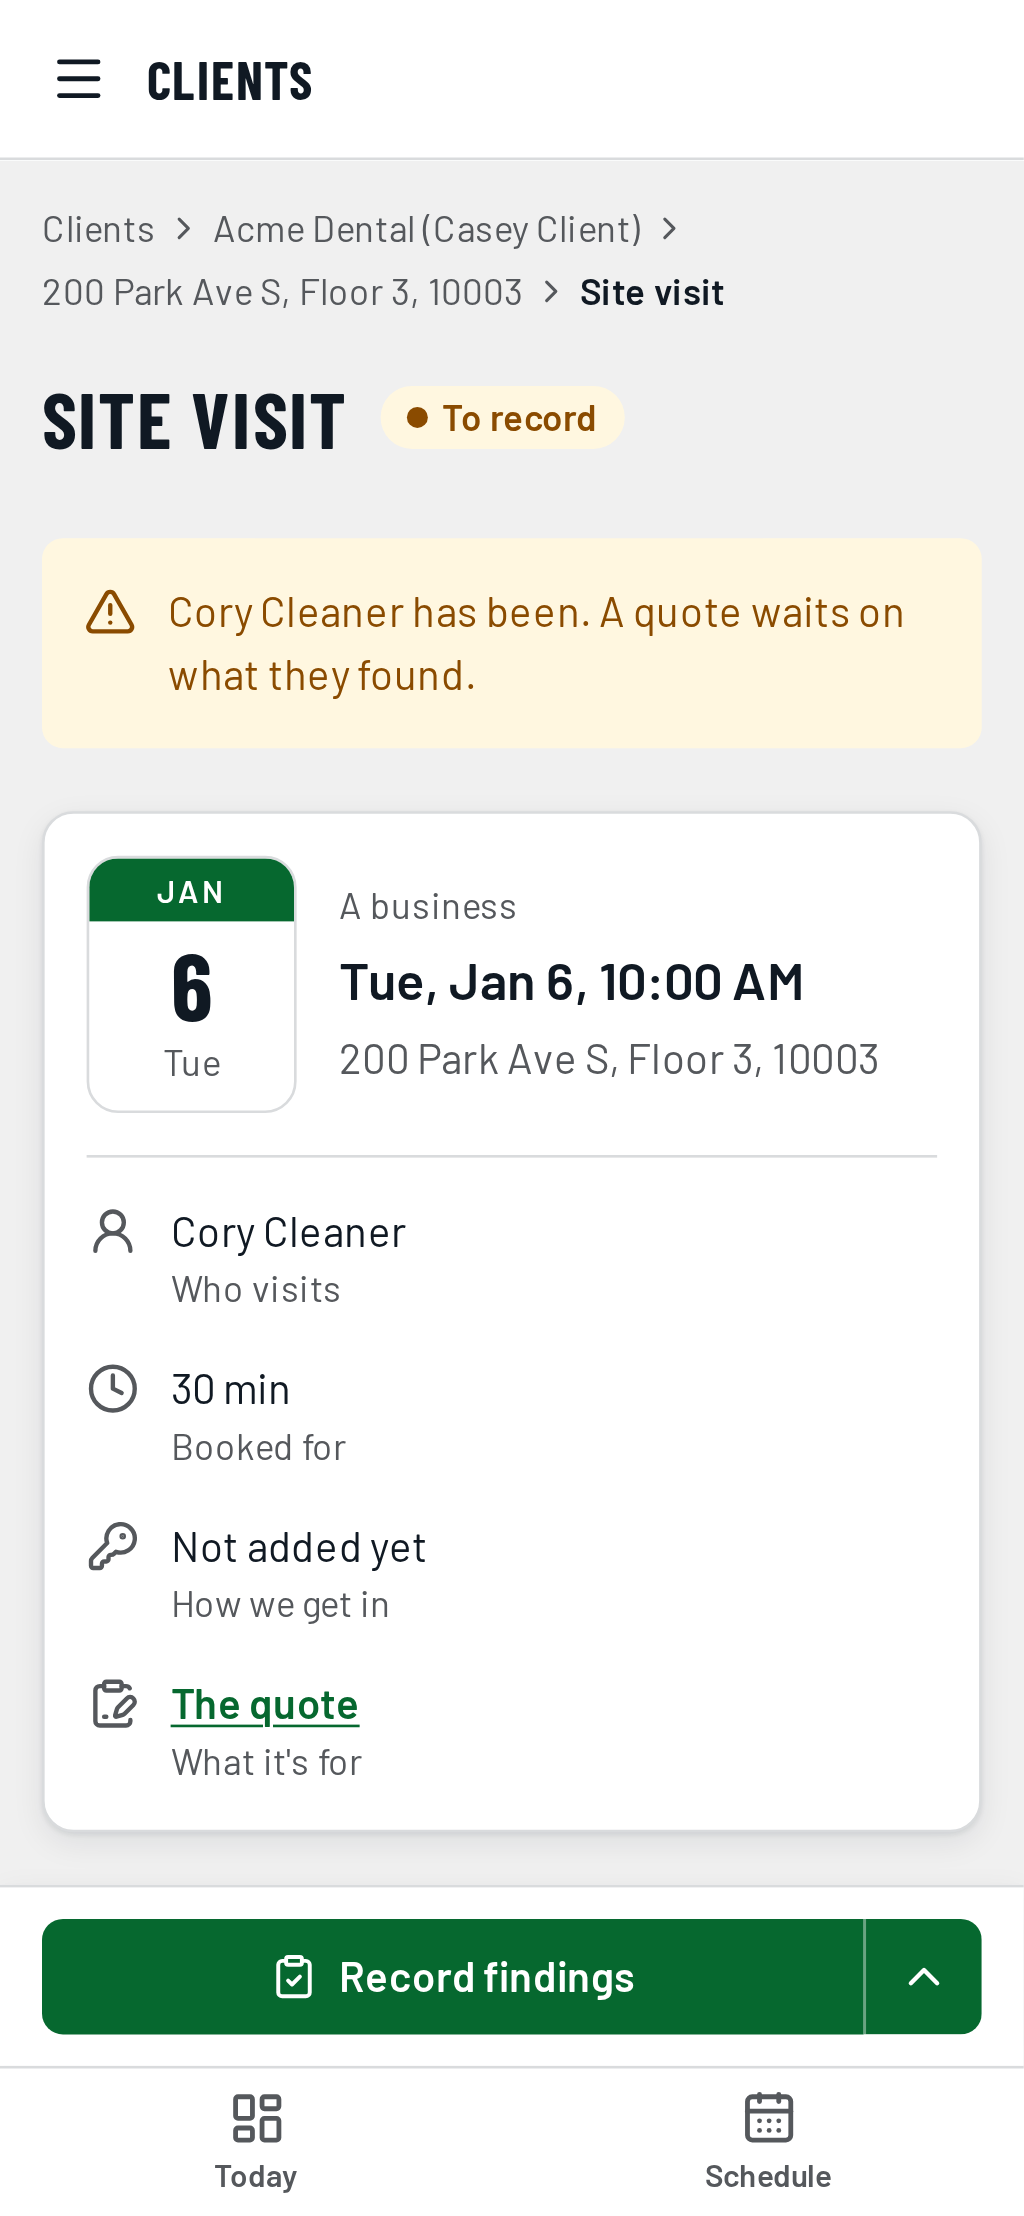 CLIENTS
Clients > Acme Dental (Casey Client) >
200 Park Ave S, Floor 3, 10003 > Site visit
SITE VISIT
To record
Cory Cleaner has been. A quote waits on
what they found.
JAN
6
Tue
A business
Tue, Jan 6, 10:00 AM
200 Park Ave S, Floor 3, 10003
Cory Cleaner
Who visits
30 min
Booked for
Not added yet
How we get in
The quote
What it's for
Record findings
Today
Schedule